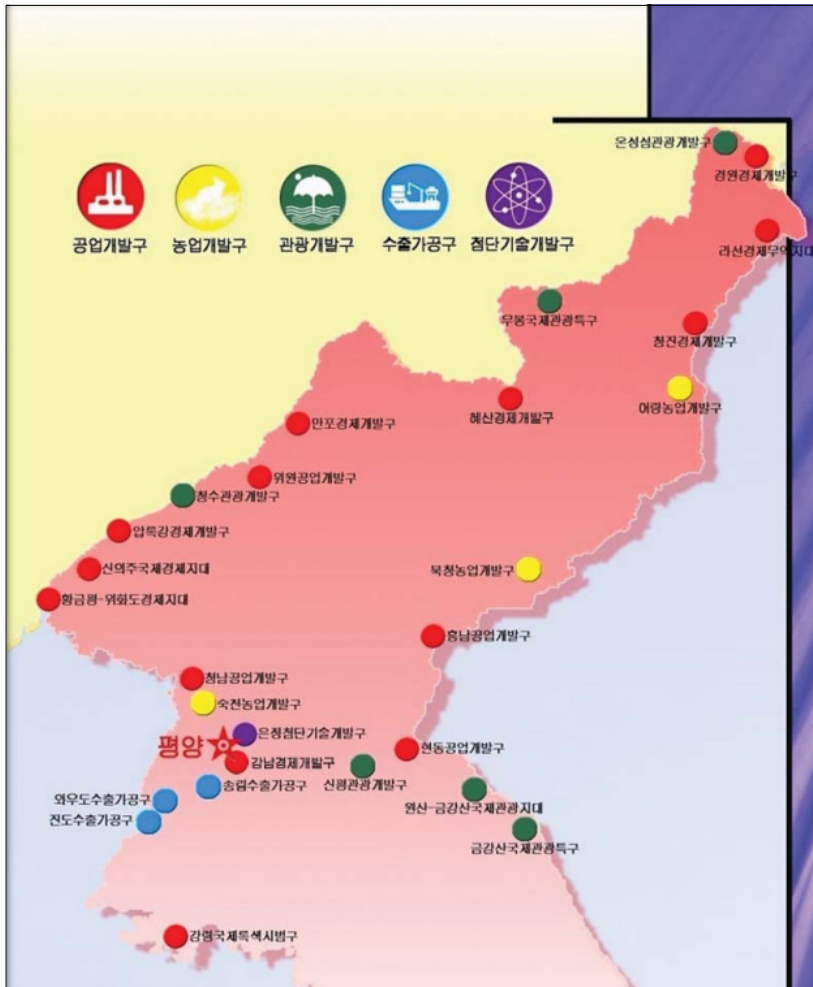 온성섬관광개발구
경원경제개발구
공업개발구
농업개발구
관광개발구
수출가공구
첨단기술개발구
라선경제무역지대
무봉국제관광특구
청진경제개발구
어랑농업개발구
혜산경제개발구
만포경제개발구
위원공업개발구
청수관광개발구
압록강경제개발구
신의주국제경제지대
북청농업개발구
황금평-위화도경제지대
흥남공업개발구
청남공업개발구
숙천농업개발구
은정첨단기술개발구
평양
현동공업개발구
강남경제개발구
신평관광개발구
송림수출가공구
와우도수출가공구
원산-금강산국제관광지대
진도수출가공구
금강산국제관광특구
강령국제록색시범구